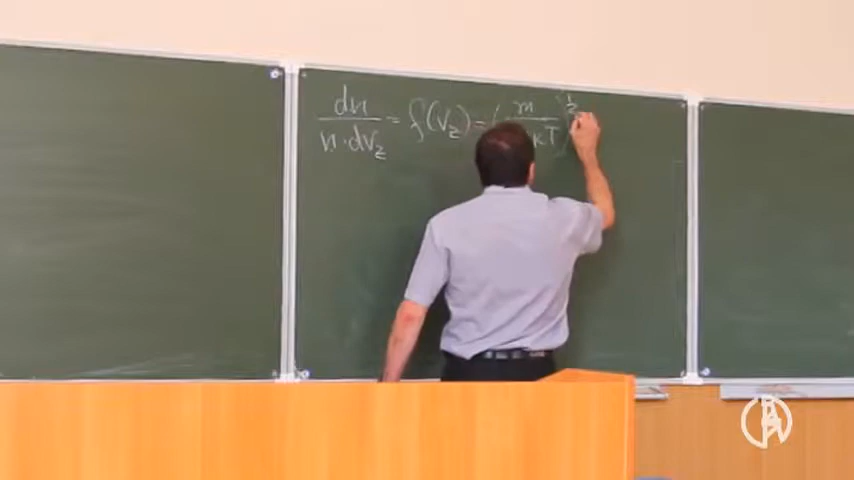 dn/(n·dV_z) = f(V_z) = (m/кT)^1/2